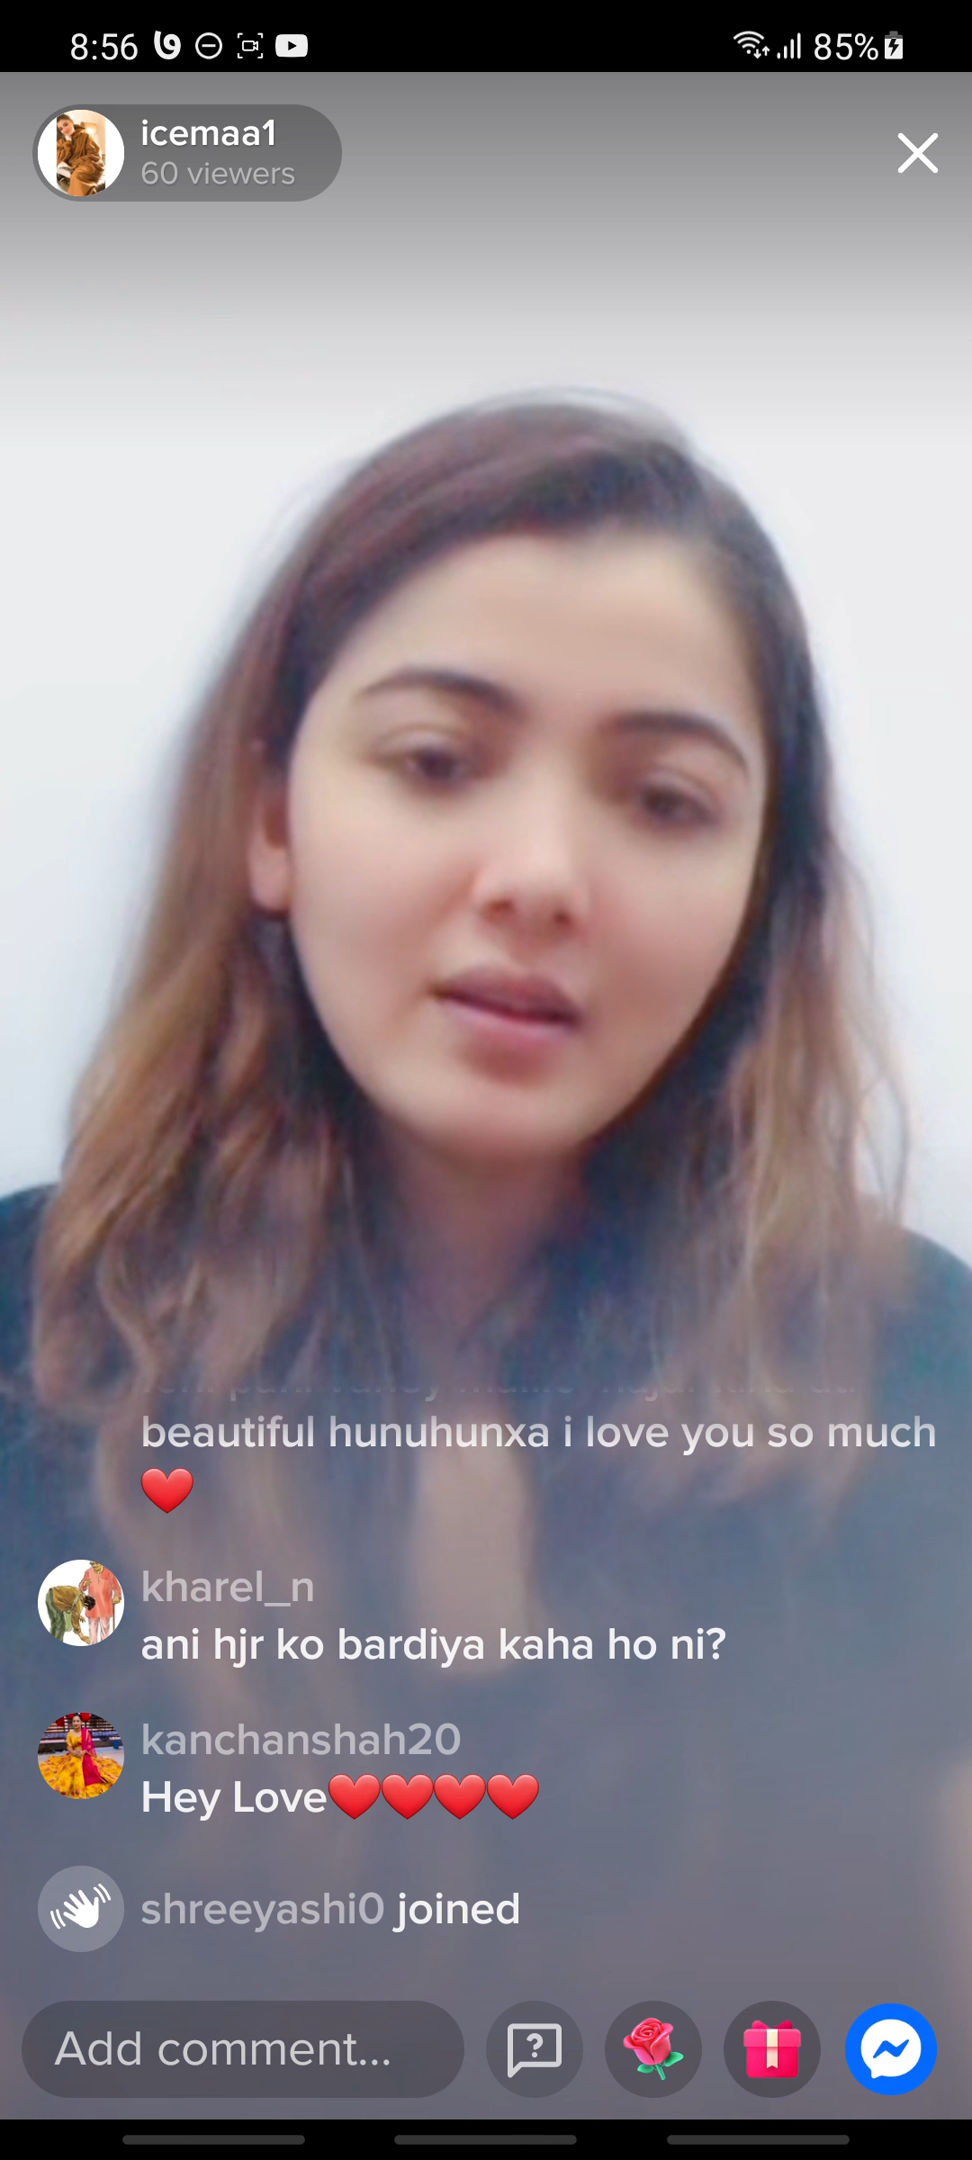 8:56
85%
icemaa1
60 viewers
beautiful hunuhunxa i love you so much
❤️
kharel_n
ani hjr ko bardiya kaha ho ni?
kanchanshah20
Hey Love❤️❤️❤️❤️
shreeyashi0 joined
Add comment...